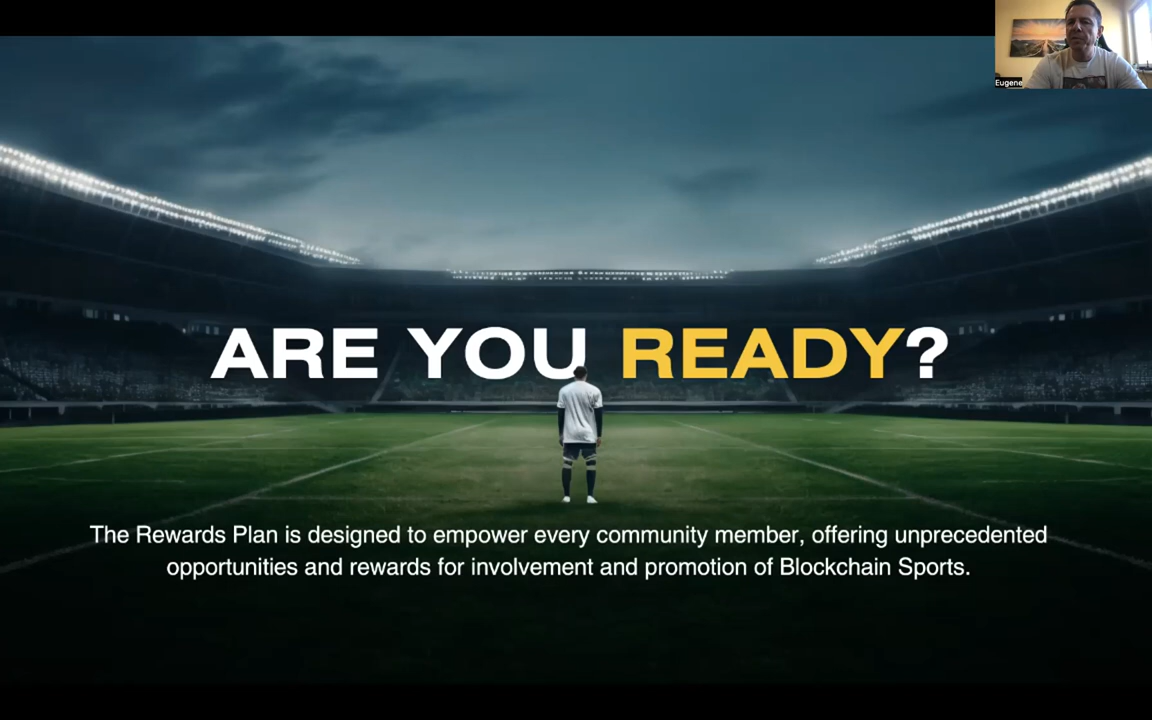 Eugene
ARE YOU READY?
The Rewards Plan is designed to empower every community member, offering unprecedented
opportunities and rewards for involvement and promotion of Blockchain Sports.